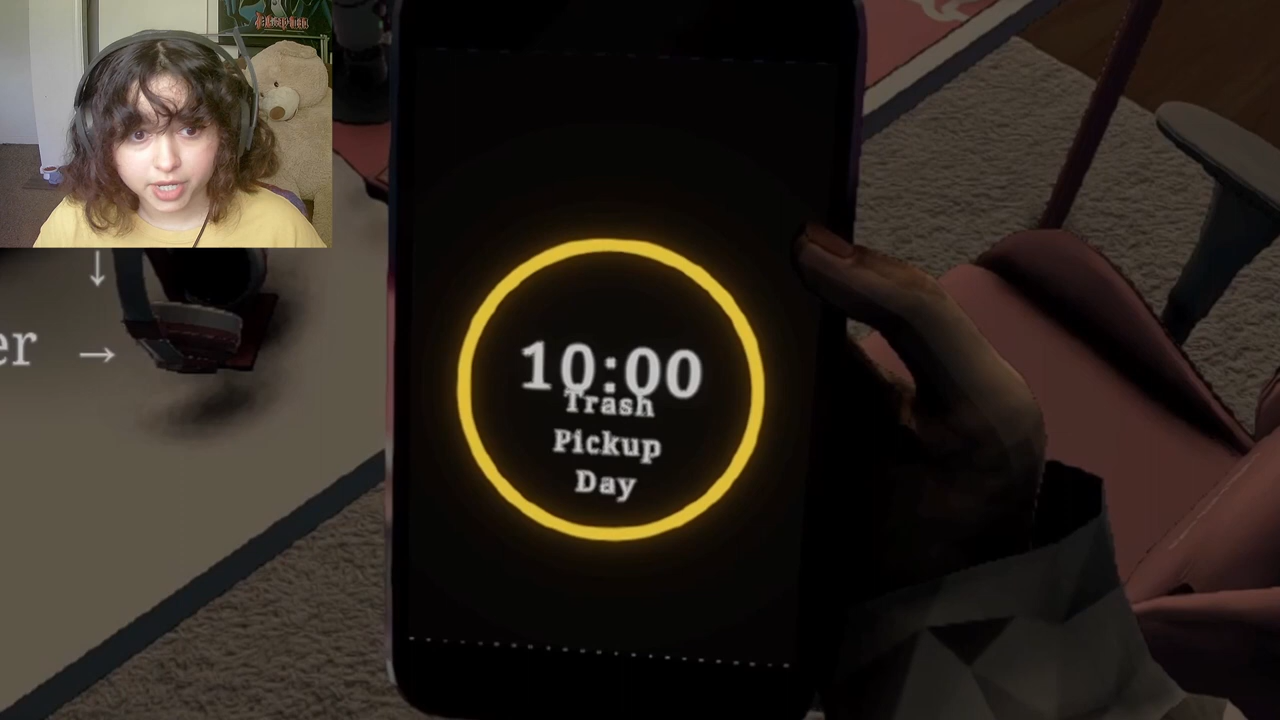 er →
↓
10:00
Trash
Pickup
Day